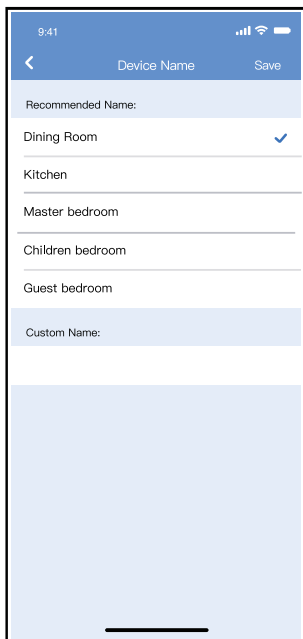 9:41
Device Name
Save
Recommended Name:
Dining Room
Kitchen
Master bedroom
Children bedroom
Guest bedroom
Custom Name: